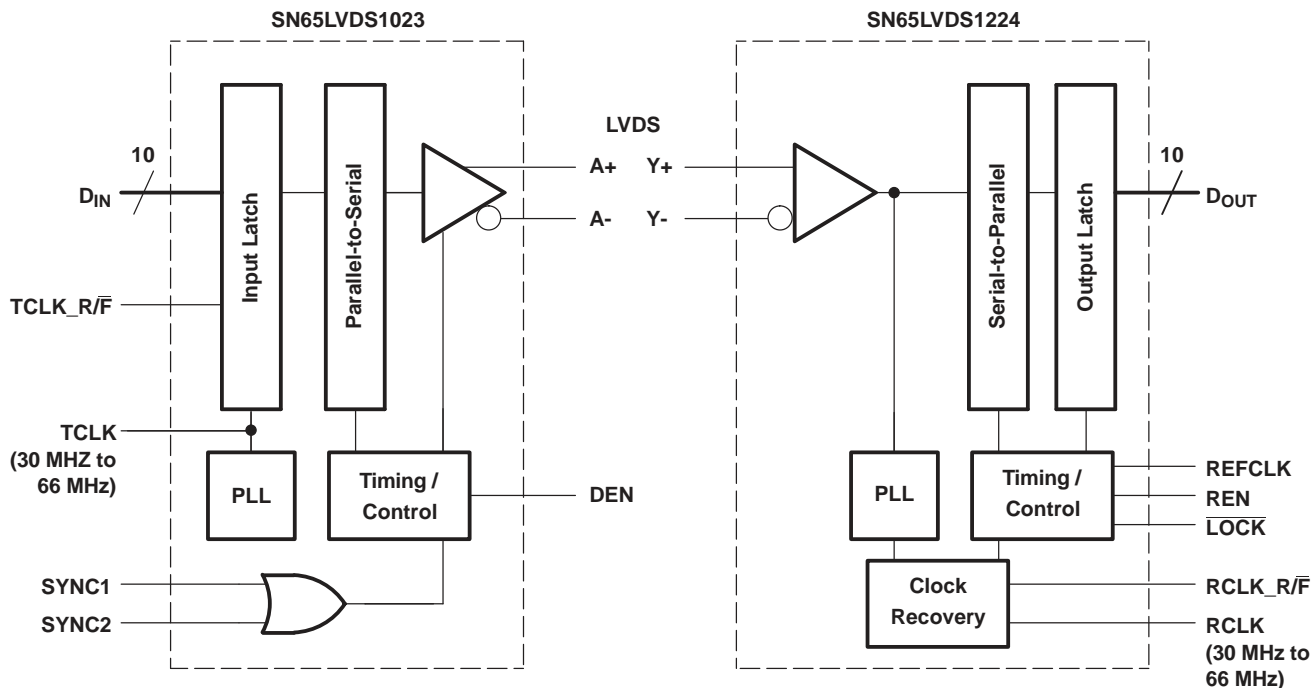 SN65LVDS1023
SN65LVDS1224
10
DIN
Input Latch
Parallel-to-Serial
LVDS
A+
Y+
A-
Y-
Serial-to-Parallel
Output Latch
10
DOUT
TCLK_R/F̅
TCLK
(30 MHZ to
66 MHz)
PLL
Timing /
Control
DEN
PLL
Timing /
Control
REFCLK
REN
L̅O̅C̅K̅
SYNC1
SYNC2
Clock
Recovery
RCLK_R/F̅
RCLK
(30 MHz to
66 MHz)